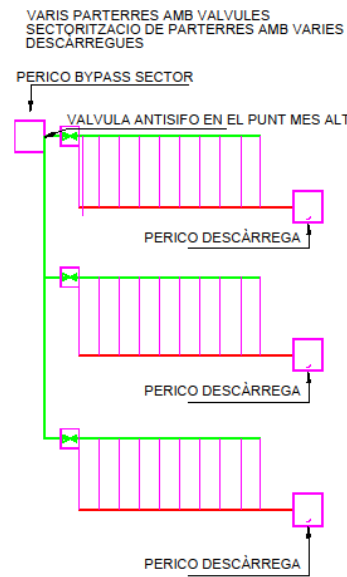 VARIS PARTERRES AMB VALVULES
SECTORITZACIO DE PARTERRES AMB VARIES
DESCÀRREGUES
PERICO BYPASS SECTOR
VALVULA ANTISIFO EN EL PUNT MES ALT
PERICO DESCÀRREGA
PERICO DESCÀRREGA
PERICO DESCÀRREGA